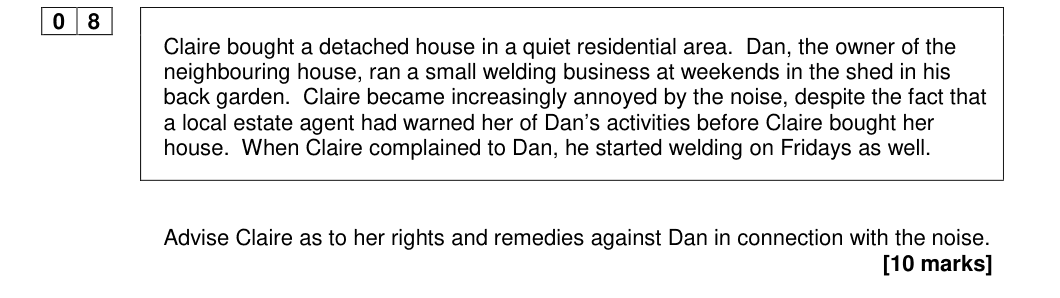 0 8
Claire bought a detached house in a quiet residential area. Dan, the owner of the
neighbouring house, ran a small welding business at weekends in the shed in his
back garden. Claire became increasingly annoyed by the noise, despite the fact that
a local estate agent had warned her of Dan's activities before Claire bought her
house. When Claire complained to Dan, he started welding on Fridays as well.
Advise Claire as to her rights and remedies against Dan in connection with the noise.
[10 marks]